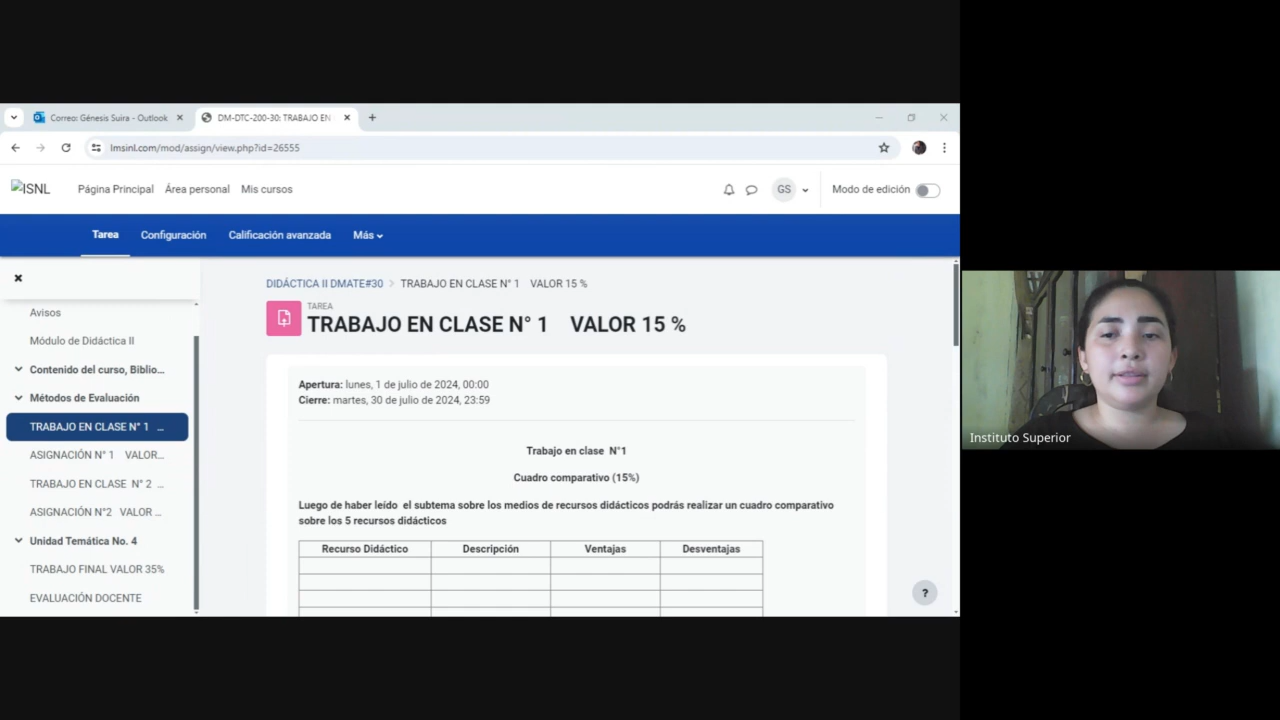 Correo: Génesis Suira - Outlook
DM-DTC-200-30: TRABAJO EN
lmsinl.com/mod/assign/view.php?id=26555
ISNL
Página Principal
Área personal
Mis cursos
GS
Modo de edición
Tarea
Configuración
Calificación avanzada
Más
Avisos
Módulo de Didáctica II
Contenido del curso, Biblio...
Métodos de Evaluación
TRABAJO EN CLASE N° 1 ...
ASIGNACIÓN N° 1 VALOR...
TRABAJO EN CLASE N° 2 ...
ASIGNACIÓN N°2 VALOR ...
Unidad Temática No. 4
TRABAJO FINAL VALOR 35%
EVALUACIÓN DOCENTE
DIDÁCTICA II DMATE#30 > TRABAJO EN CLASE N° 1 VALOR 15 %
TAREA
TRABAJO EN CLASE N° 1 VALOR 15 %
Apertura: lunes, 1 de julio de 2024, 00:00
Cierre: martes, 30 de julio de 2024, 23:59
Trabajo en clase N°1
Cuadro comparativo (15%)
Luego de haber leído el subtema sobre los medios de recursos didácticos podrás realizar un cuadro comparativo
sobre los 5 recursos didácticos
Recurso Didáctico
Descripción
Ventajas
Desventajas
?
Instituto Superior